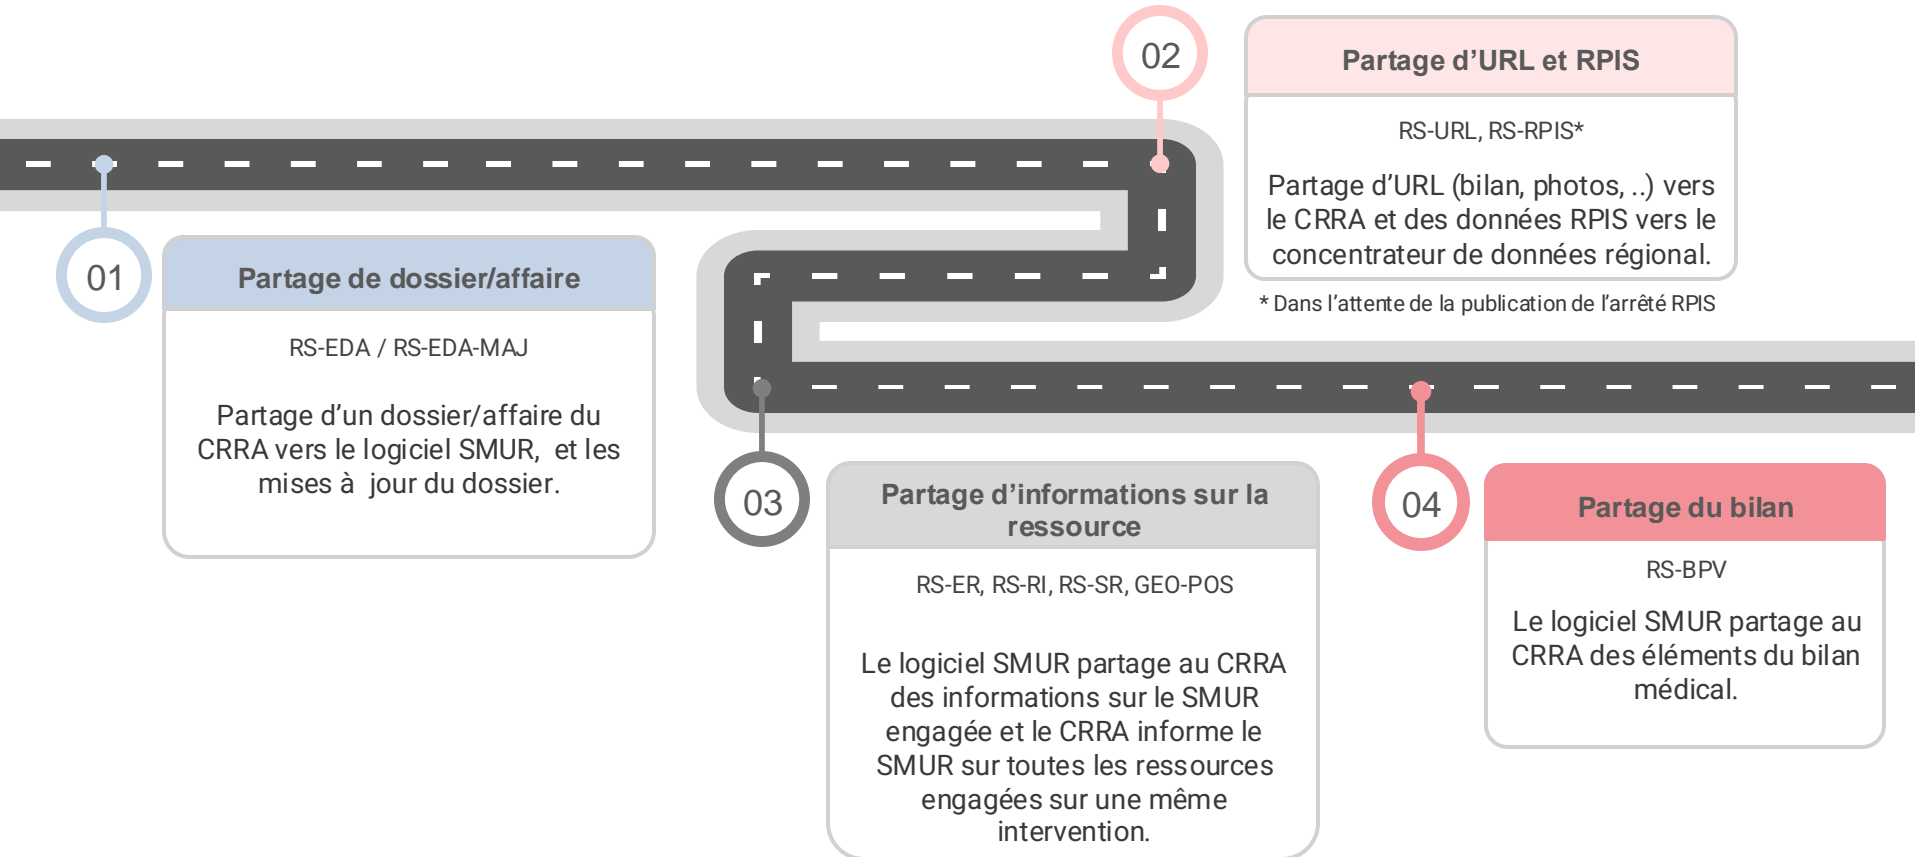 01
Partage de dossier/affaire
RS-EDA / RS-EDA-MAJ
Partage d’un dossier/affaire du
CRRA vers le logiciel SMUR, et les
mises à jour du dossier.
02
Partage d’URL et RPIS
RS-URL, RS-RPIS*
Partage d’URL (bilan, photos, ..) vers
le CRRA et des données RPIS vers le
concentrateur de données régional.
* Dans l’attente de la publication de l’arrêté RPIS
03
Partage d’informations sur la
ressource
RS-ER, RS-RI, RS-SR, GEO-POS
Le logiciel SMUR partage au CRRA
des informations sur le SMUR
engagée et le CRRA informe le
SMUR sur toutes les ressources
engagées sur une même
intervention.
04
Partage du bilan
RS-BPV
Le logiciel SMUR partage au
CRRA des éléments du bilan
médical.